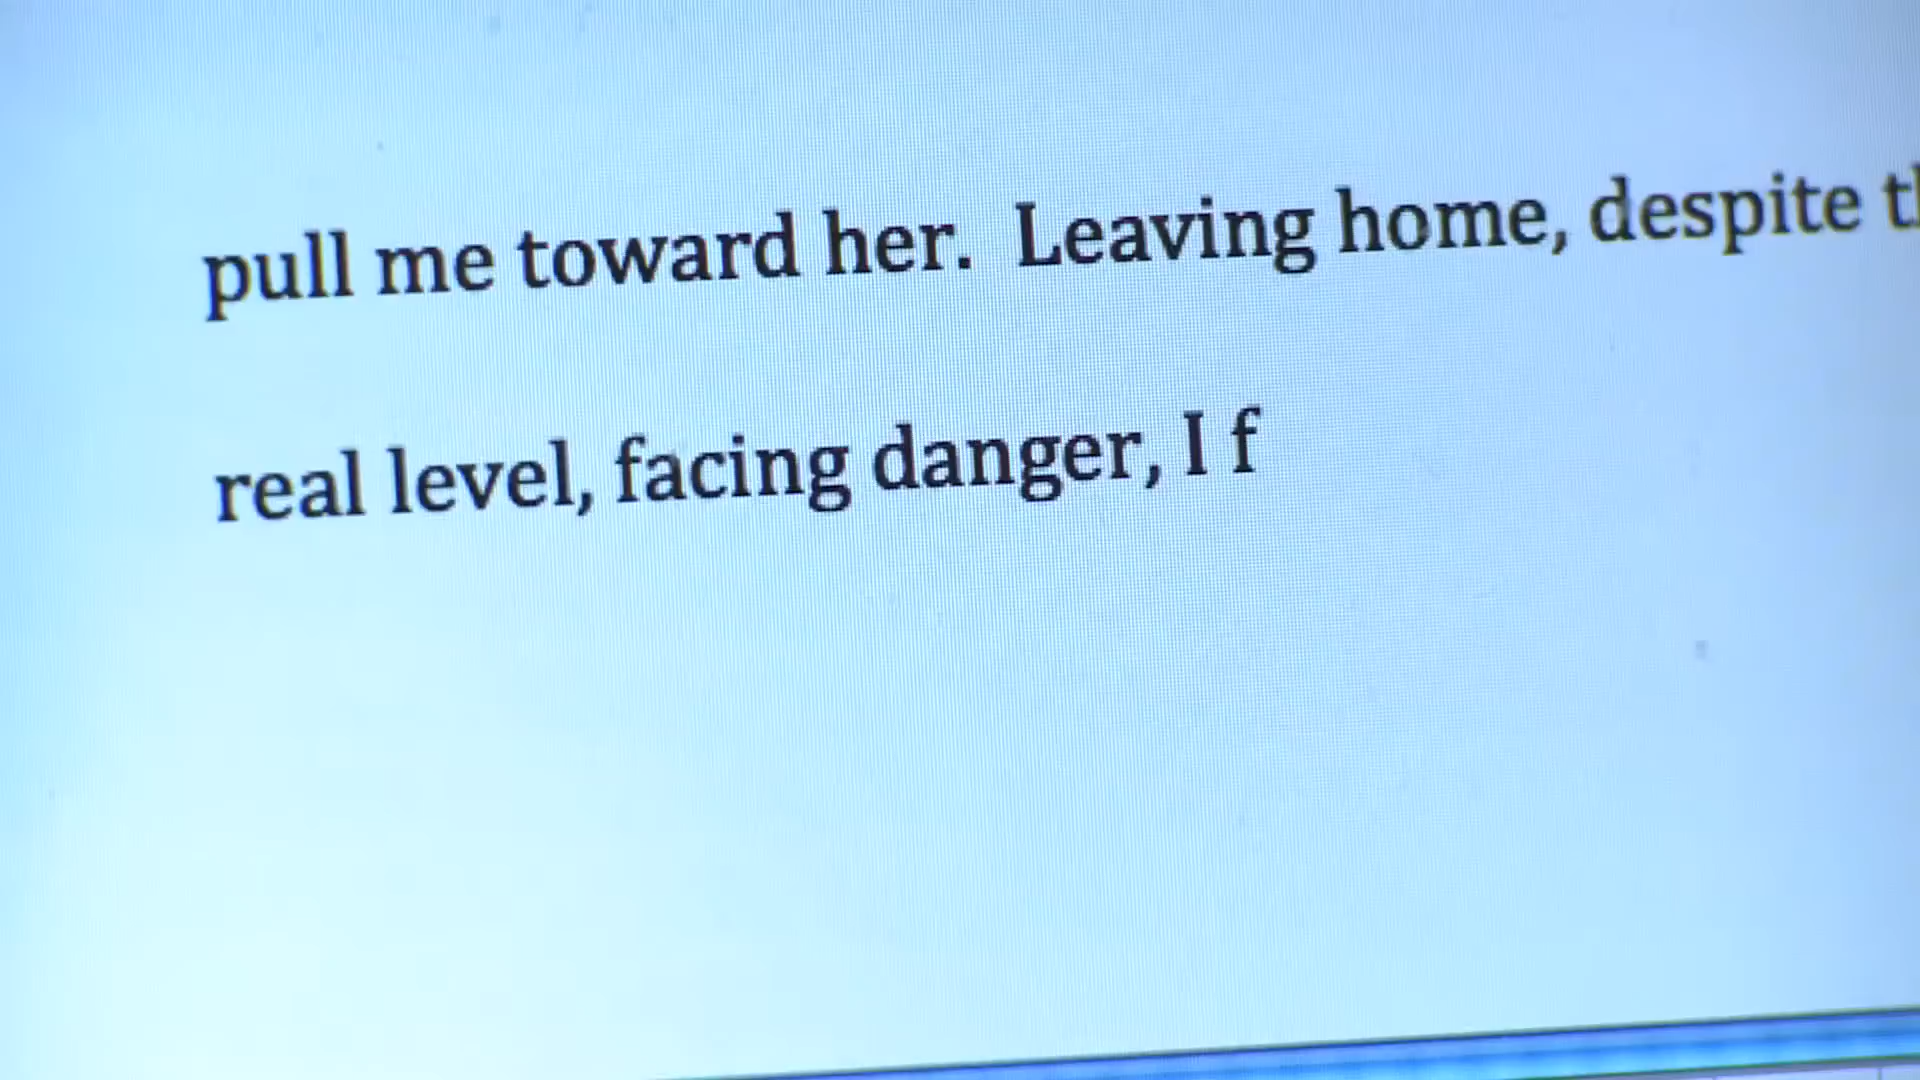 pull me toward her.  Leaving home, despite
real level, facing danger, I f